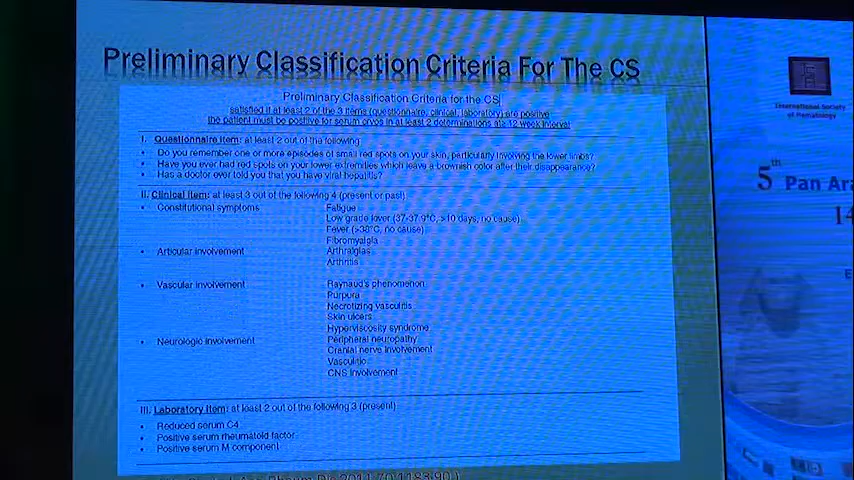 Preliminary Classification Criteria For The CS
Preliminary Classification Criteria for the CS
satisfied if at least 2 of the 3 items (questionnaire, clinical, laboratory) are positive
the patient must be positive for serum cryos in at least 2 determinations at ≥ 12 week interval
I. Questionnaire item: at least 2 out of the following
• Do you remember one or more episodes of small red spots on your skin, particularly involving the lower limbs?
• Have you ever had red spots on your lower extremities which leave a brownish color after their disappearance?
• Has a doctor ever told you that you have viral hepatitis?
II. Clinical item: at least 3 out of the following 4 (present or past)
• Constitutional symptoms Fatigue
Low grade fever (37-37.9°C, >10 days, no cause)
Fever (>38°C, no cause)
Fibromyalgia
• Articular involvement Arthralgias
Arthritis
• Vascular involvement Raynaud's phenomenon
Purpura
Necrotizing vasculitis
Skin ulcers
Hyperviscosity syndrome
• Neurologic involvement Peripheral neuropathy
Cranial nerve involvement
Vasculitic
CNS involvement
III. Laboratory item: at least 2 out of the following 3 (present)
• Reduced serum C4
• Positive serum rheumatoid factor
• Positive serum M component
2011;70:1183-90.)
International Society
of Hematology
5th Pan Ara
14
E